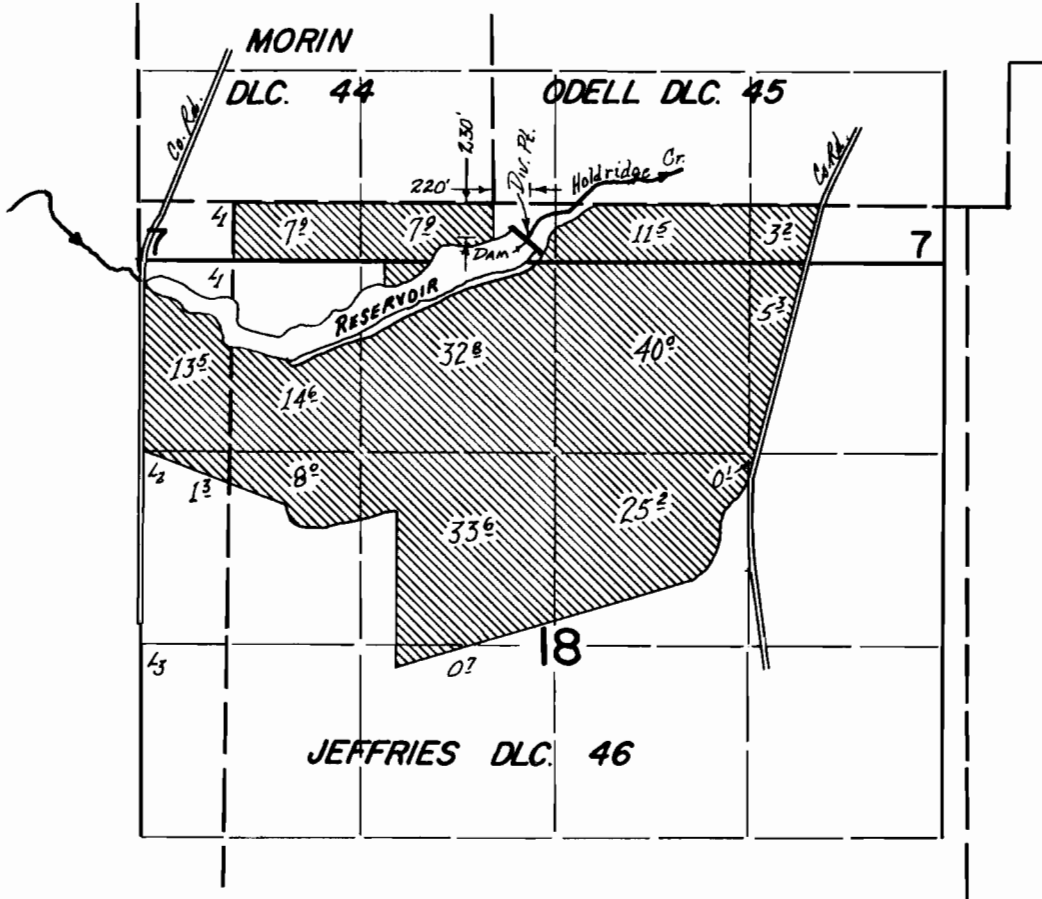 MORIN
DLC. 44
ODELL DLC. 45
Co. Rd.
Co. Rd.
230'
Div. Pt.
220'
Holdridge Cr.
L1
7 9
7 9
11 5
3 2
7
7
DAM
L1
RESERVOIR
5 3
13 5
32 8
40 0
14 6
L2
1 3
8 0
0 1
33 6
25 2
L3
0 7
18
JEFFRIES DLC. 46